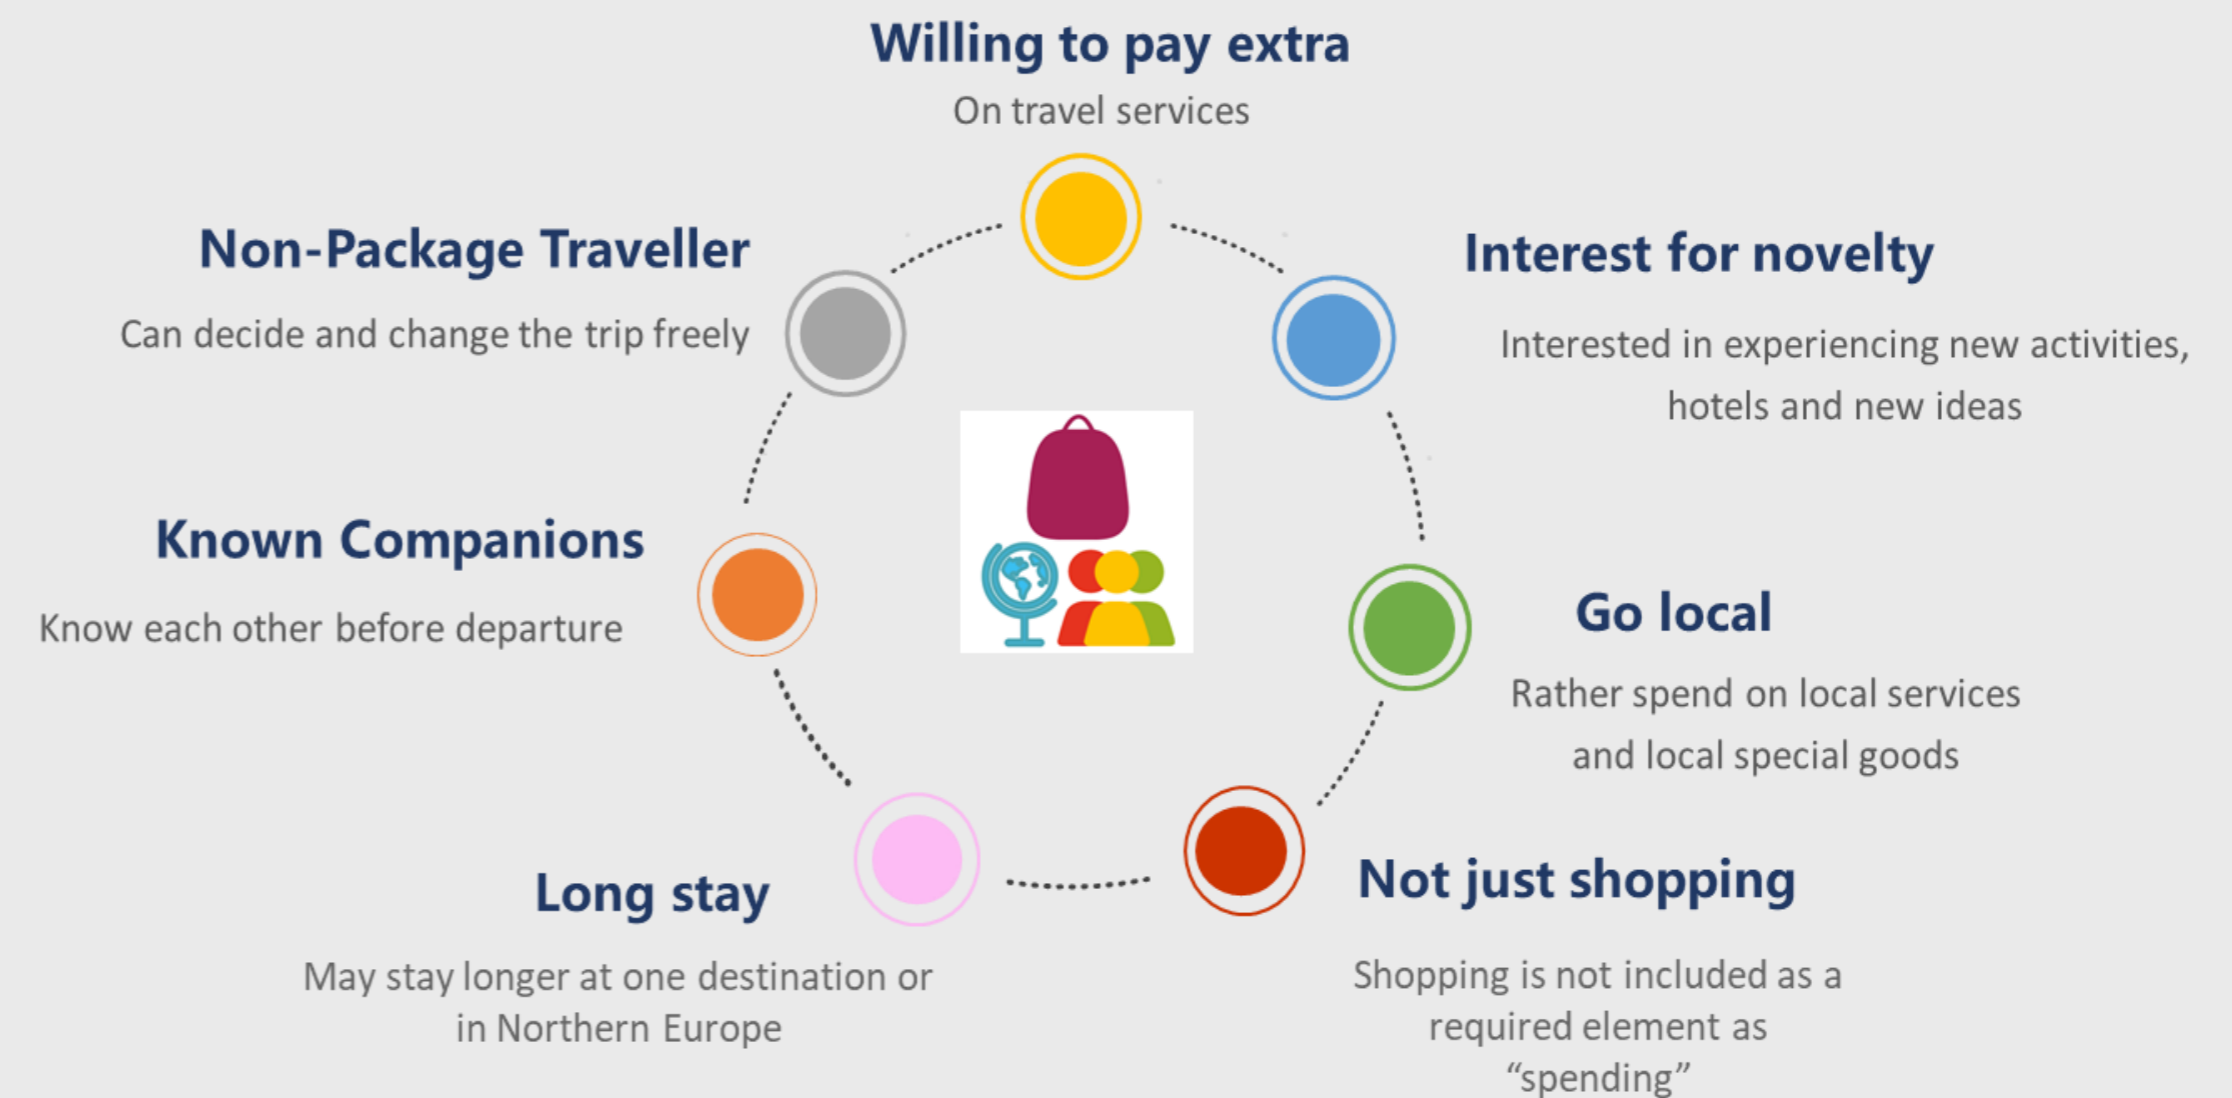 Willing to pay extra
On travel services
Interest for novelty
Interested in experiencing new activities,
hotels and new ideas
Go local
Rather spend on local services
and local special goods
Not just shopping
Shopping is not included as a
required element as
“spending”
Long stay
May stay longer at one destination or
in Northern Europe
Known Companions
Know each other before departure
Non-Package Traveller
Can decide and change the trip freely